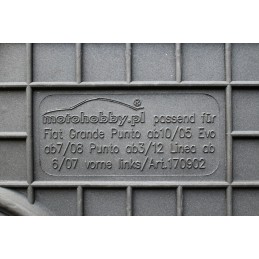 ®
motohobby.pl passend für
Fiat Grande Punto ab10/05 Evo
ab7/08 Punto ab3/12 Linea ab
6/07 vorne links/Art.170902